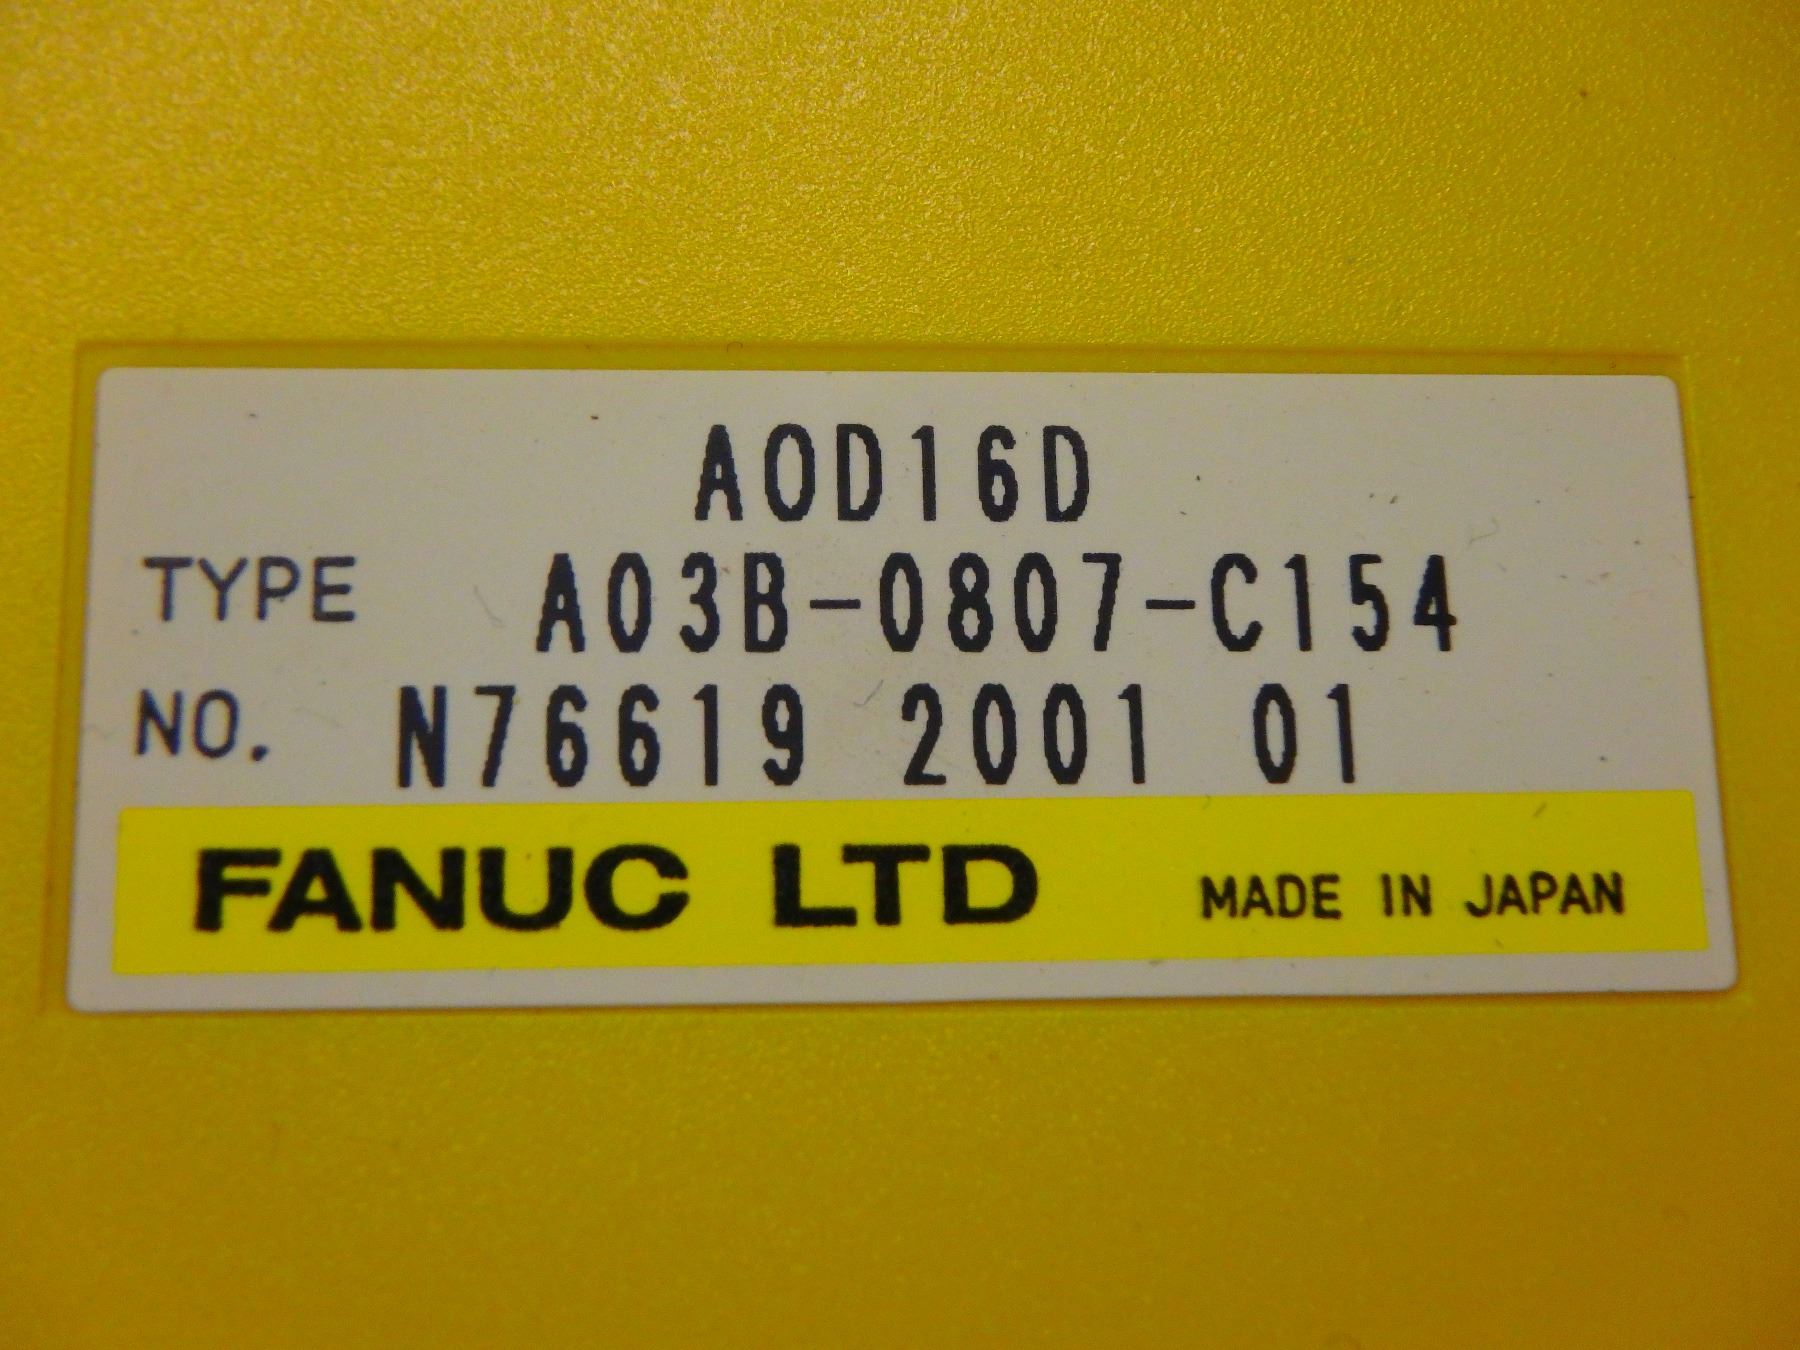 AOD16D
TYPE A03B-0807-C154
NO. N76619 2001 01
FANUC LTD MADE IN JAPAN